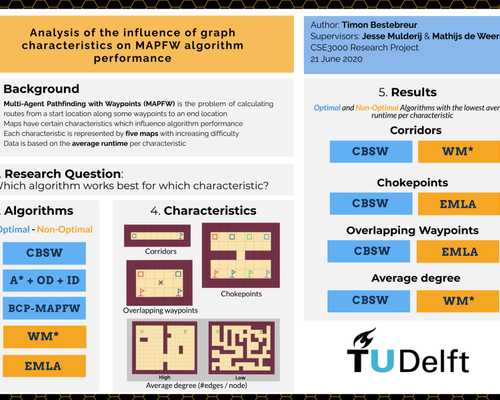 Analysis of the influence of graph
characteristics on MAPFW algorithm
performance
Author: Timon Bestebreur
Supervisors: Jesse Mulderij & Mathijs de Weer
CSE3000 Research Project
21 June 2020
Background
Multi-Agent Pathfinding with Waypoints (MAPFW) is the problem of calculating
routes from a start location along some waypoints to an end location
Maps have certain characteristics which influence algorithm performance
Each characteristic is represented by five maps with increasing difficulty
Data is based on the average runtime per characteristic
. Research Question:
Which algorithm works best for which characteristic?
. Algorithms
Optimal - Non-Optimal
CBSW
A* + OD + ID
BCP-MAPFW
WM*
EMLA
4. Characteristics
Corridors
Chokepoints
Overlapping waypoints
High
Low
Average degree (#edges / node)
5. Results
Optimal and Non-Optimal Algorithms with the lowest aver
runtime per characteristic
Corridors
CBSW
WM*
Chokepoints
CBSW
EMLA
Overlapping Waypoints
CBSW
EMLA
Average degree
CBSW
WM*
TUDelft